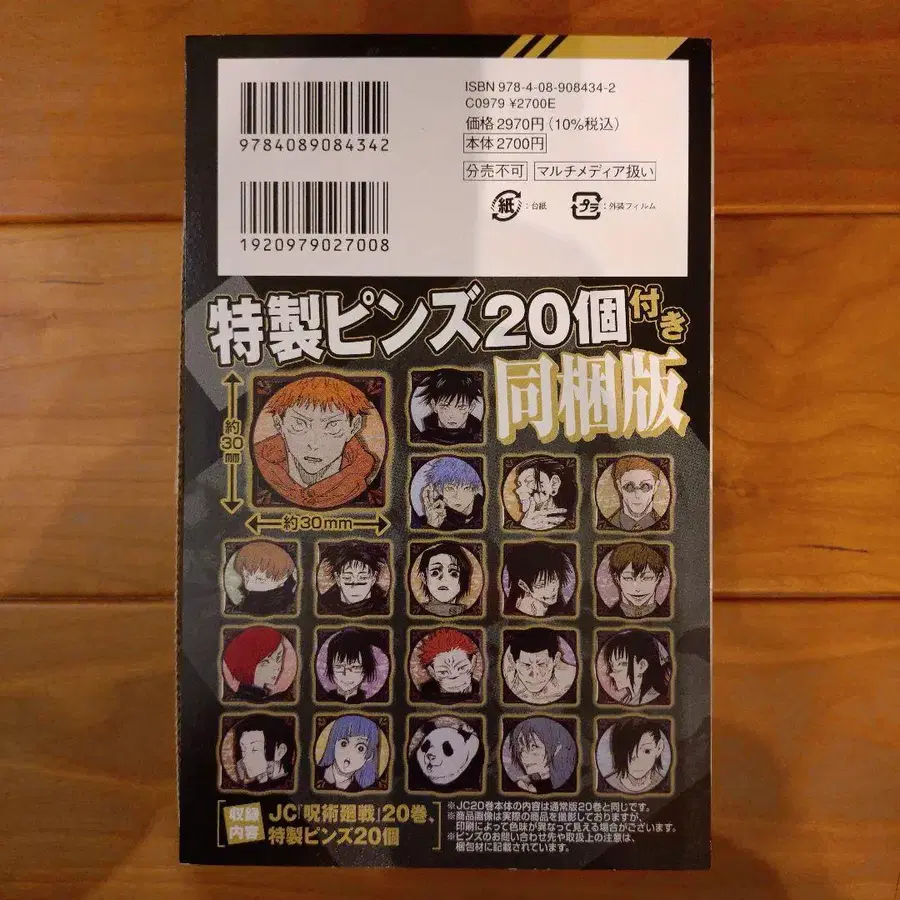 ISBN 978-4-08-908434-2
C0979 ¥2700E
価格 2970円(10%税込)
本体 2700円
分売不可 マルチメディア扱い
紙 :台紙 プラ :外装フィルム
9784089084342
1920979027008
特製ピンズ20個付き
同梱版
約30mm
約30mm
収録内容
JC『呪術廻戦』20巻、
特製ピンズ20個
※JC20巻本体の内容は通常版20巻と同じです。
※商品画像は実際の商品を撮影しておりますが、
印刷によって色味が異なって見える場合がございます。
※ピンズのお問い合わせ先や取扱上の注意は、
梱包材に記載されています。